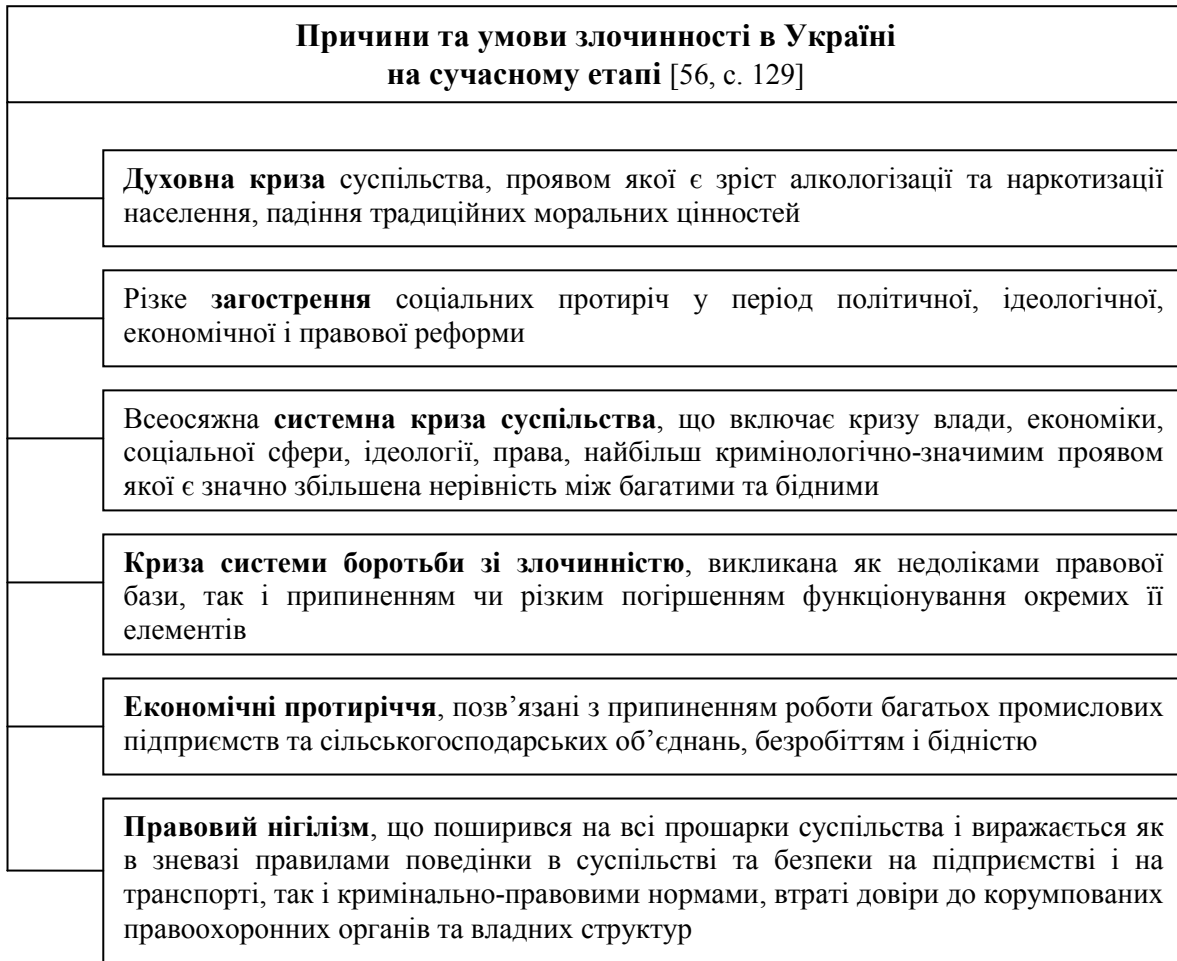 Причини та умови злочинності в Україні
на сучасному етапі [56, с. 129]
Духовна криза суспільства, проявом якої є зріст алкологізації та наркотизації
населення, падіння традиційних моральних цінностей
Різке загострення соціальних протиріч у період політичної, ідеологічної,
економічної і правової реформи
Всеосяжна системна криза суспільства, що включає кризу влади, економіки,
соціальної сфери, ідеології, права, найбільш кримінологічно-значимим проявом
якої є значно збільшена нерівність між багатими та бідними
Криза системи боротьби зі злочинністю, викликана як недоліками правової
бази, так і припиненням чи різким погіршенням функціонування окремих її
елементів
Економічні протиріччя, позв’язані з припиненням роботи багатьох промислових
підприємств та сільськогосподарських об’єднань, безробіттям і бідністю
Правовий нігілізм, що поширився на всі прошарки суспільства і виражається як
в зневазі правилами поведінки в суспільстві та безпеки на підприємстві і на
транспорті, так і кримінально-правовими нормами, втраті довіри до корумпованих
правоохоронних органів та владних структур